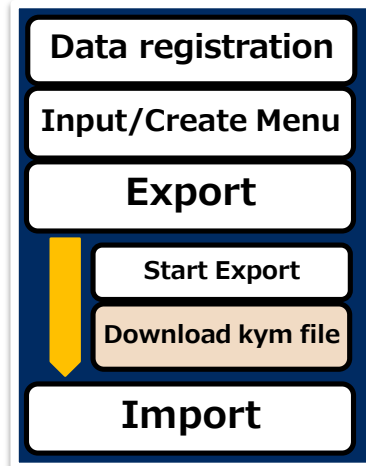 Data registration
Input/Create Menu
Export
Start Export
Download kym file
Import